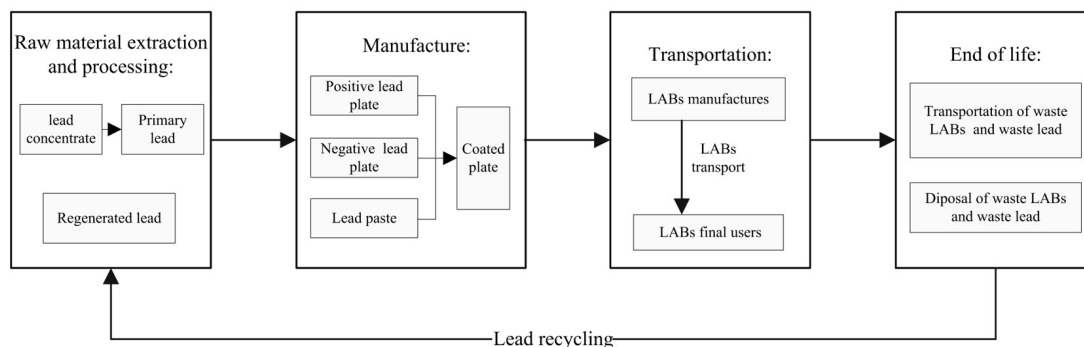 Raw material extraction
and processing:
lead
concentrate
Primary
lead
Regenerated lead
Manufacture:
Positive lead
plate
Negative lead
plate
Lead paste
Coated
plate
Transportation:
LABs manufactures
LABs
transport
LABs final users
End of life:
Transportation of waste
LABs and waste lead
Diposal of waste LABs
and waste lead
Lead recycling